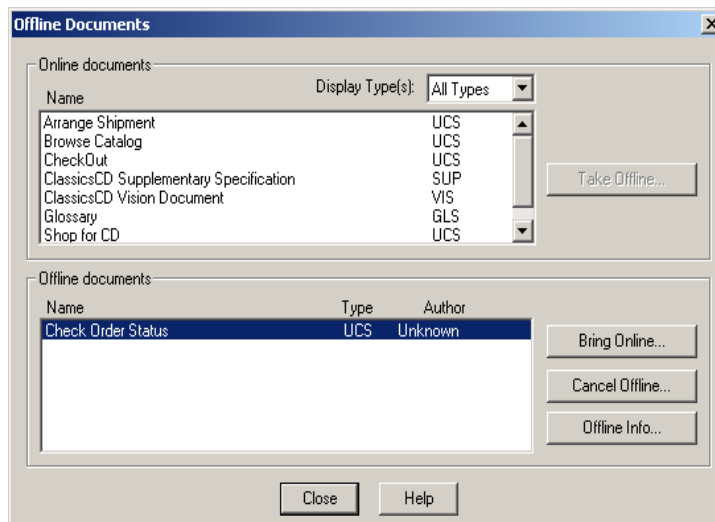 Offline Documents
Online documents
Display Type(s): All Types
Name
Arrange Shipment UCS
Browse Catalog UCS
CheckOut UCS
ClassicsCD Supplementary Specification SUP
ClassicsCD Vision Document VIS
Glossary GLS
Shop for CD UCS
Take Offline...
Offline documents
Name Type Author
Check Order Status UCS Unknown
Bring Online...
Cancel Offline...
Offline Info...
Close Help